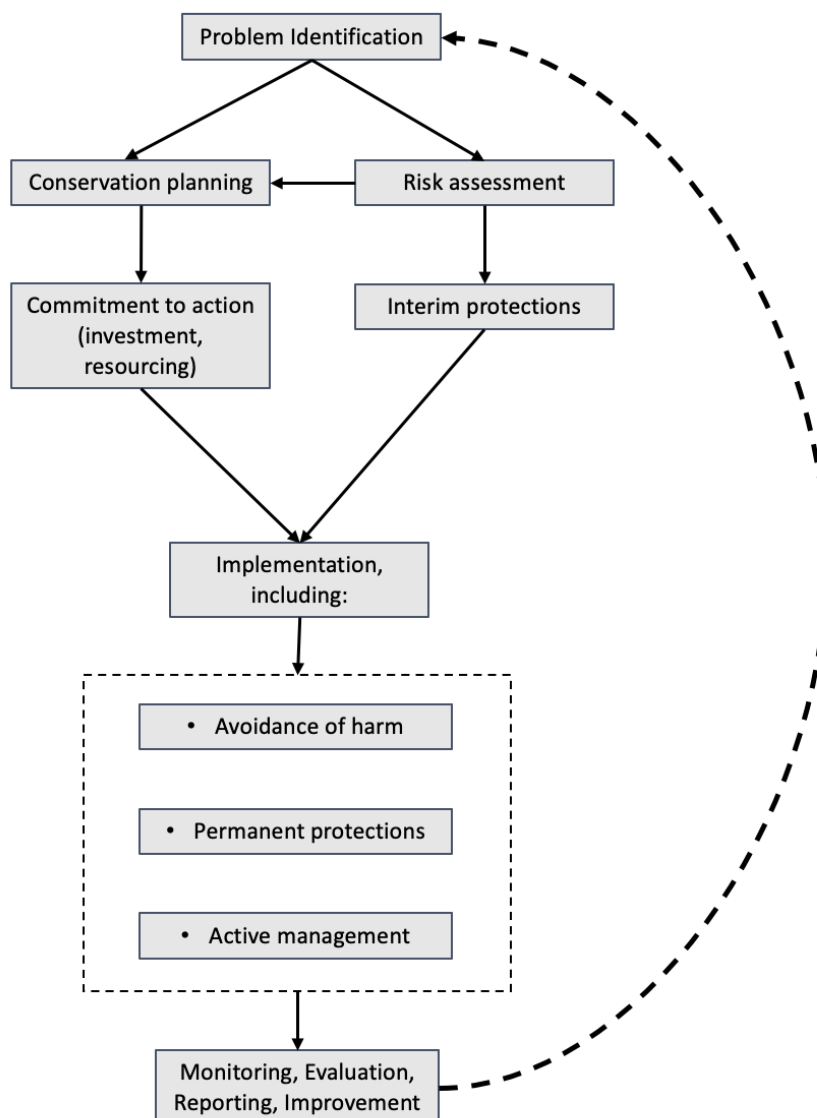 Problem Identification
Conservation planning
Risk assessment
Commitment to action
(investment,
resourcing)
Interim protections
Implementation,
including:
• Avoidance of harm
• Permanent protections
• Active management
Monitoring, Evaluation,
Reporting, Improvement